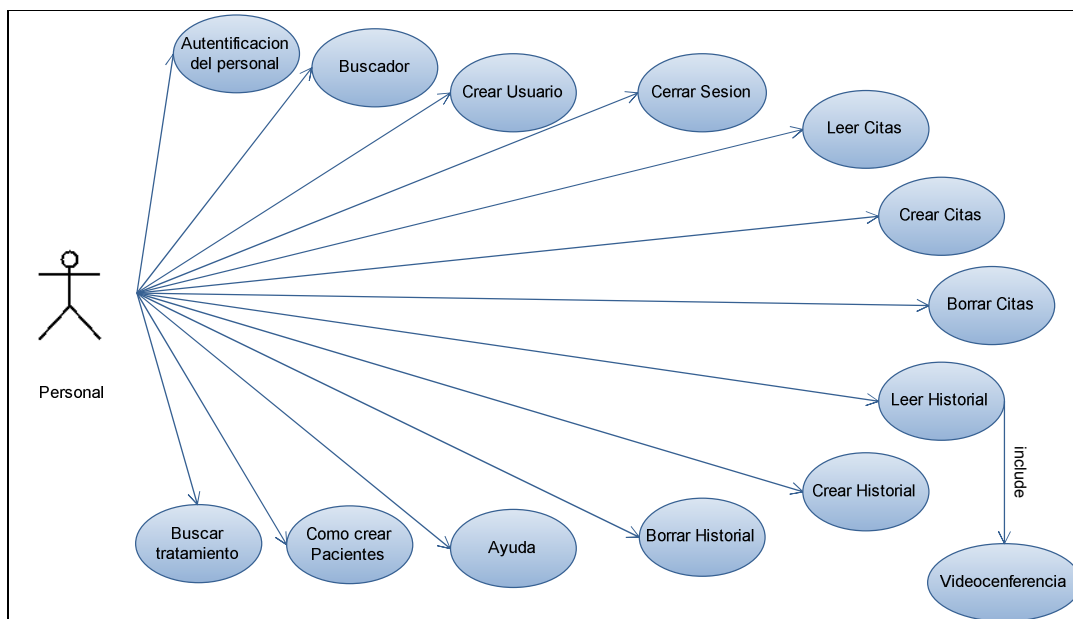 Autentificacion
del personal
Buscador
Crear Usuario
Cerrar Sesion
Leer Citas
Crear Citas
Borrar Citas
Personal
Leer Historial
include
Crear Historial
Borrar Historial
Ayuda
Como crear
Pacientes
Buscar
tratamiento
Videocenferencia